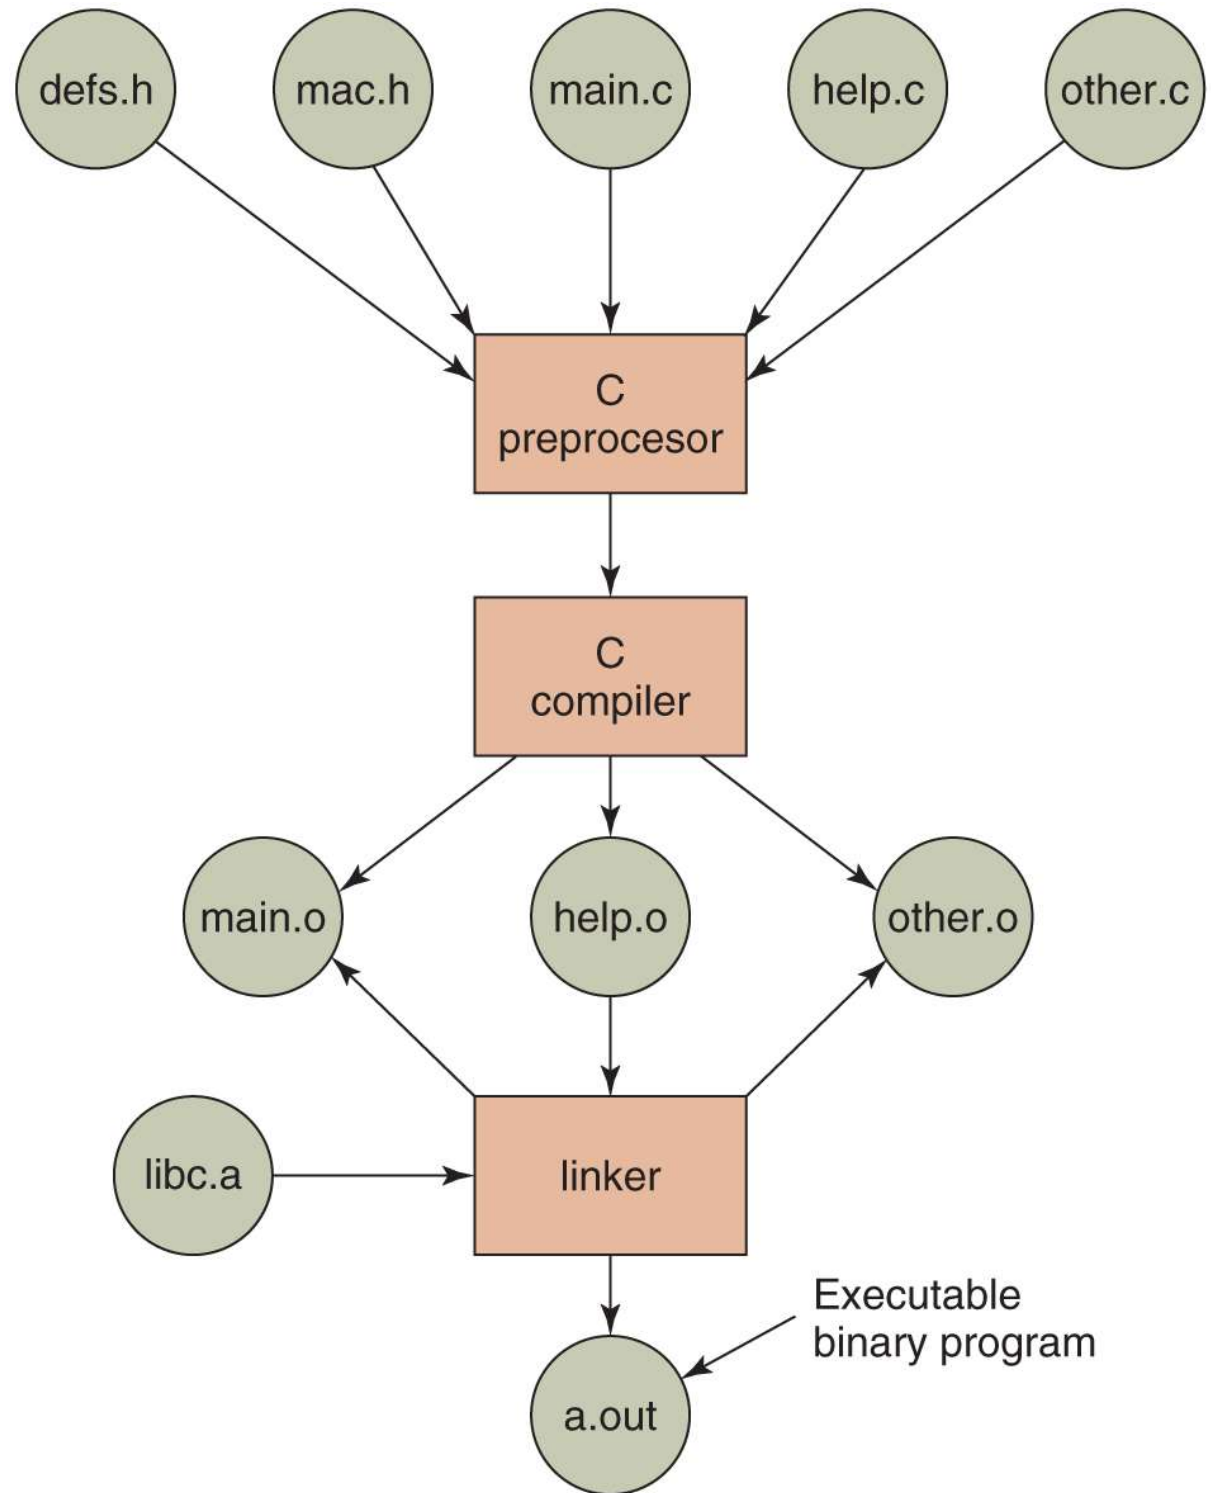 defs.h
mac.h
main.c
help.c
other.c
C
preprocesor
C
compiler
main.o
help.o
other.o
libc.a
linker
Executable
binary program
a.out